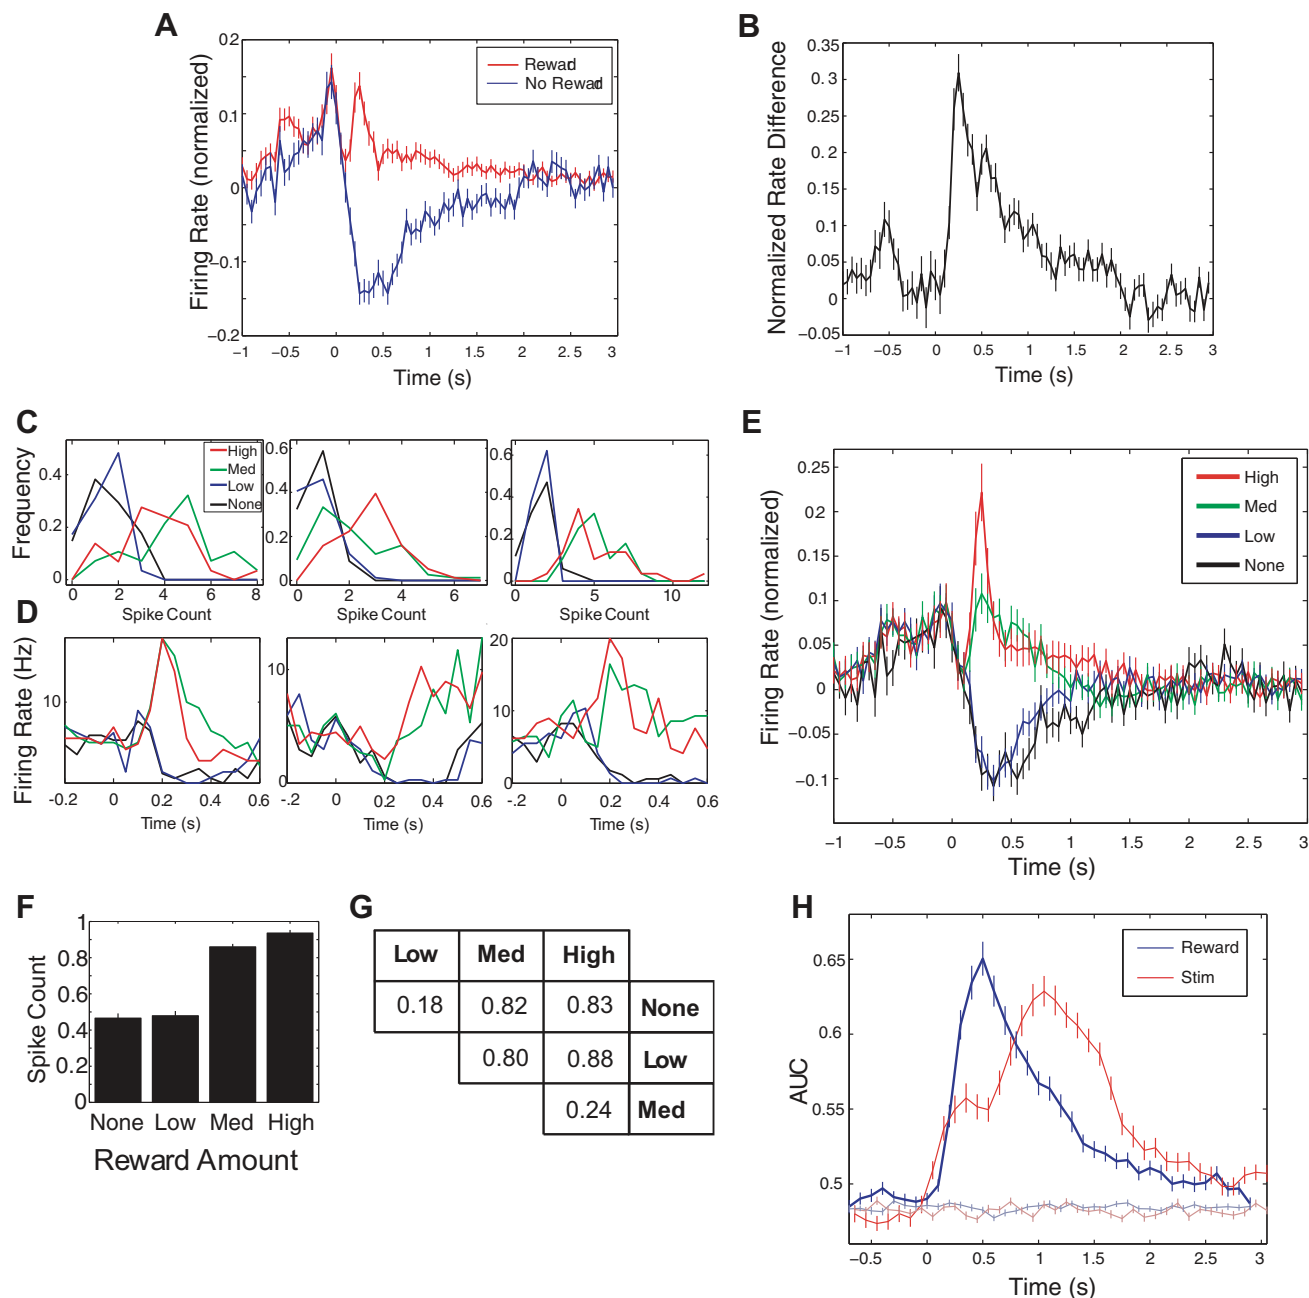 A
0.2
0.1
0
−0.1
−0.2
−1
−0.5
0
0.5
1
1.5
2
2. 5
3
Firing Rate (normalized)
Time (s)
Reward
No Reward
B
0.35
0.3
0.25
0.2
0.15
0.1
0.05
0
−0.05
−1
−0.5
0
0.5
1
1.5
2
2.5
3
Normalized Rate Difference
Time (s)
C
Frequency
0.4
0.2
0
0 2 4 6 8
Spike Count
High
Med
Low
None
0.6
0.4
0.2
0
0 2 4 6
Spike Count
0.6
0.4
0.2
0
0 5 10
Spike Count
D
Firing Rate (Hz)
10
-0.2 0 0.2 0.4 0.6
Time (s)
10
0
-.2 0 0.2 0.4 0.6
Time (s)
20
10
0
-.2 0 0.2 0.4 0.6
Time (s)
E
0.25
0.2
0.15
0.1
0.05
0
−0.05
−0.1
−1 −0.5 0 0.5 1 1.5 2 2. 5 3
Firing Rate (normalized)
Time (s)
High
Med
Low
None
F
Spike Count
1
0.8
0.6
0.4
0.2
0
None Low Med High
Reward Amount
G
Low Med High
0.18 0.82 0.83 None
0.80 0.88 Low
0.24 Med
H
AUC
0.65
0.6
0.55
0.5
−0.5 0 0.5 1 1.5 2 2.5 3
Time (s)
Reward
Stim